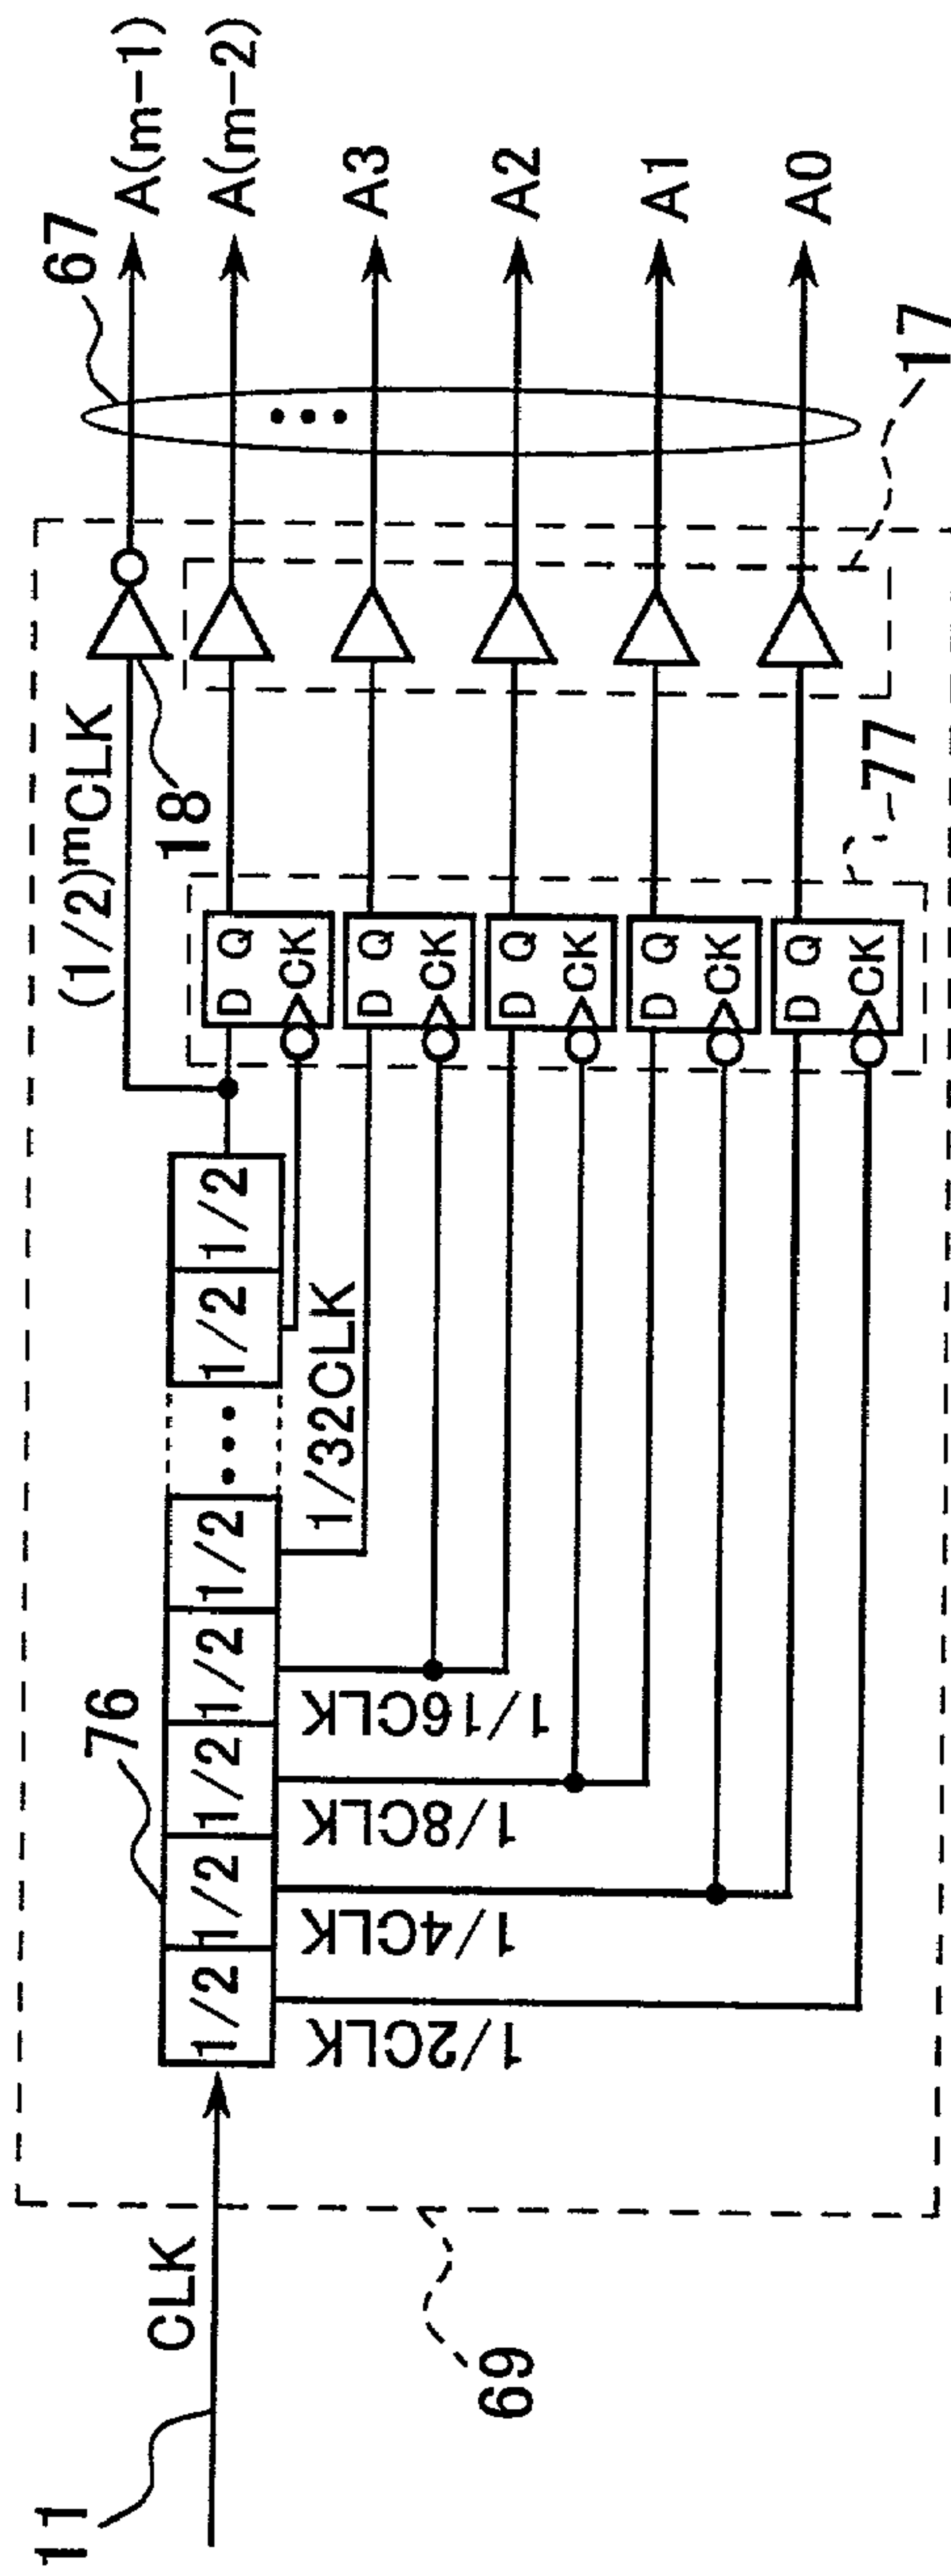 11
CLK
69
76
1/2
1/2
1/2
1/2
1/2
...
1/2
1/2
1/2CLK
1/4CLK
1/8CLK
1/16CLK
1/32CLK
(1/2)ᵐCLK
18
D Q
CK
D Q
CK
D Q
CK
D Q
CK
D Q
CK
77
17
67
...
A(m-1)
A(m-2)
A3
A2
A1
A0